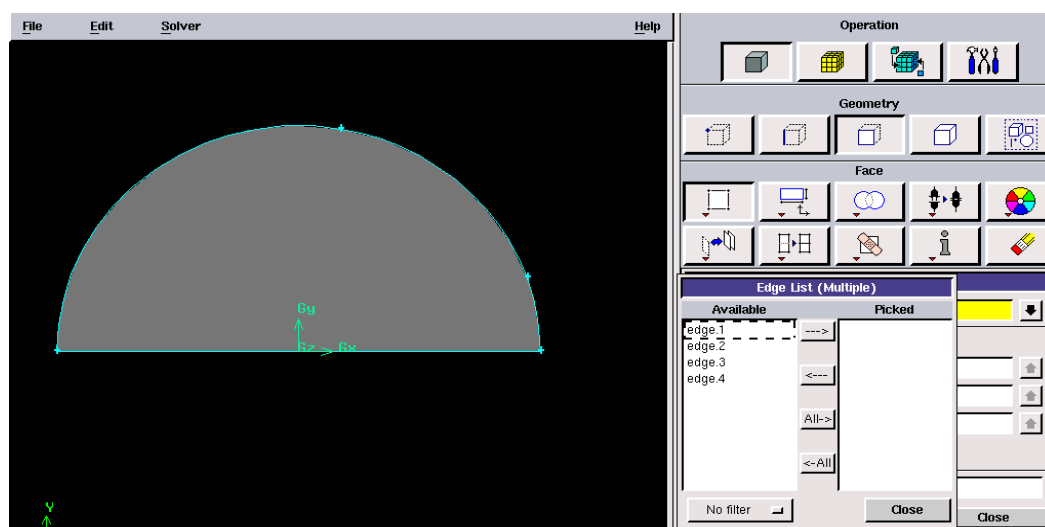 File Edit Solver Help
Operation
Geometry
Face
Gy
Gz Gx
Y
Edge List (Multiple)
Available Picked
edge.1
edge.2
edge.3
edge.4
--->
<---
All->
<-All
No filter Close
Close